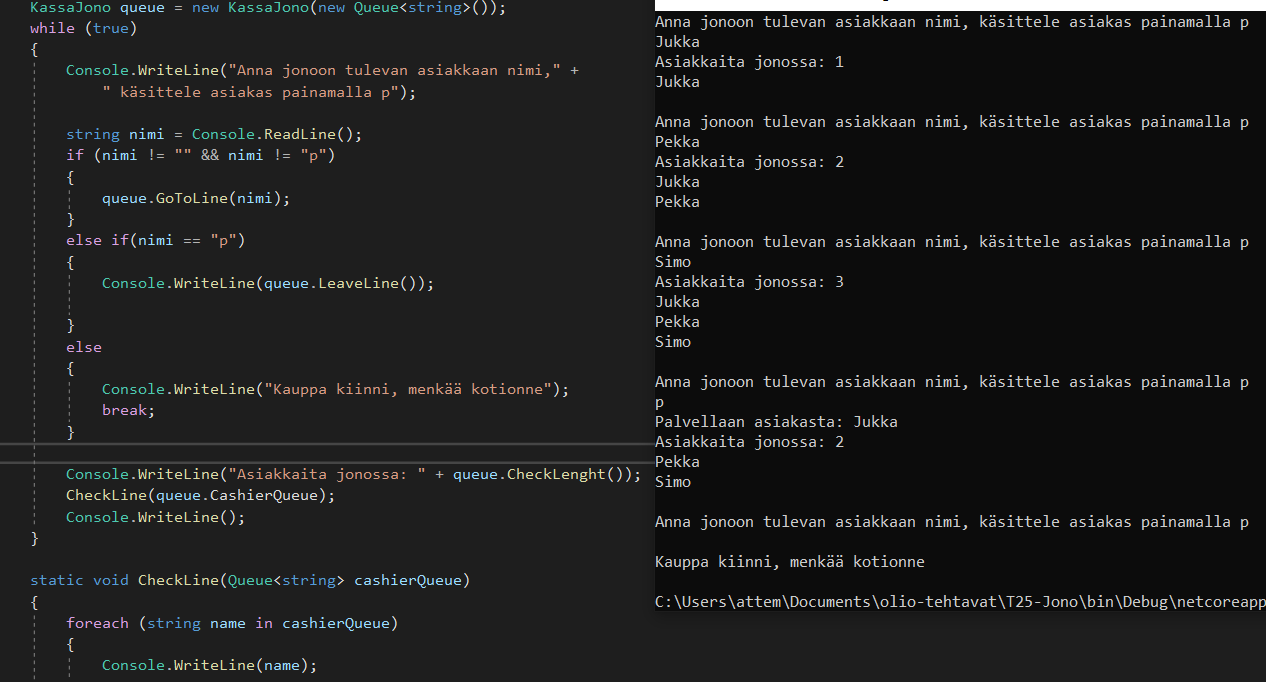 KassaJono queue = new KassaJono(new Queue<string>());
while (true)
{
Console.WriteLine("Anna jonoon tulevan asiakkaan nimi," +
" käsittele asiakas painamalla p");
string nimi = Console.ReadLine();
if (nimi != "" && nimi != "p")
{
queue.GoToLine(nimi);
}
else if(nimi == "p")
{
Console.WriteLine(queue.LeaveLine());
}
else
{
Console.WriteLine("Kauppa kiinni, menkää kotionne");
break;
}
Console.WriteLine("Asiakkaita jonossa: " + queue.CheckLenght());
CheckLine(queue.CashierQueue);
Console.WriteLine();
}
static void CheckLine(Queue<string> cashierQueue)
{
foreach (string name in cashierQueue)
{
Console.WriteLine(name);
Anna jonoon tulevan asiakkaan nimi, käsittele asiakas painamalla p
Jukka
Asiakkaita jonossa: 1
Jukka
Anna jonoon tulevan asiakkaan nimi, käsittele asiakas painamalla p
Pekka
Asiakkaita jonossa: 2
Jukka
Pekka
Anna jonoon tulevan asiakkaan nimi, käsittele asiakas painamalla p
Simo
Asiakkaita jonossa: 3
Jukka
Pekka
Simo
Anna jonoon tulevan asiakkaan nimi, käsittele asiakas painamalla p
p
Palvellaan asiakasta: Jukka
Asiakkaita jonossa: 2
Pekka
Simo
Anna jonoon tulevan asiakkaan nimi, käsittele asiakas painamalla p
Kauppa kiinni, menkää kotionne
C:\Users\attem\Documents\olio-tehtavat\T25-Jono\bin\Debug\netcoreapp